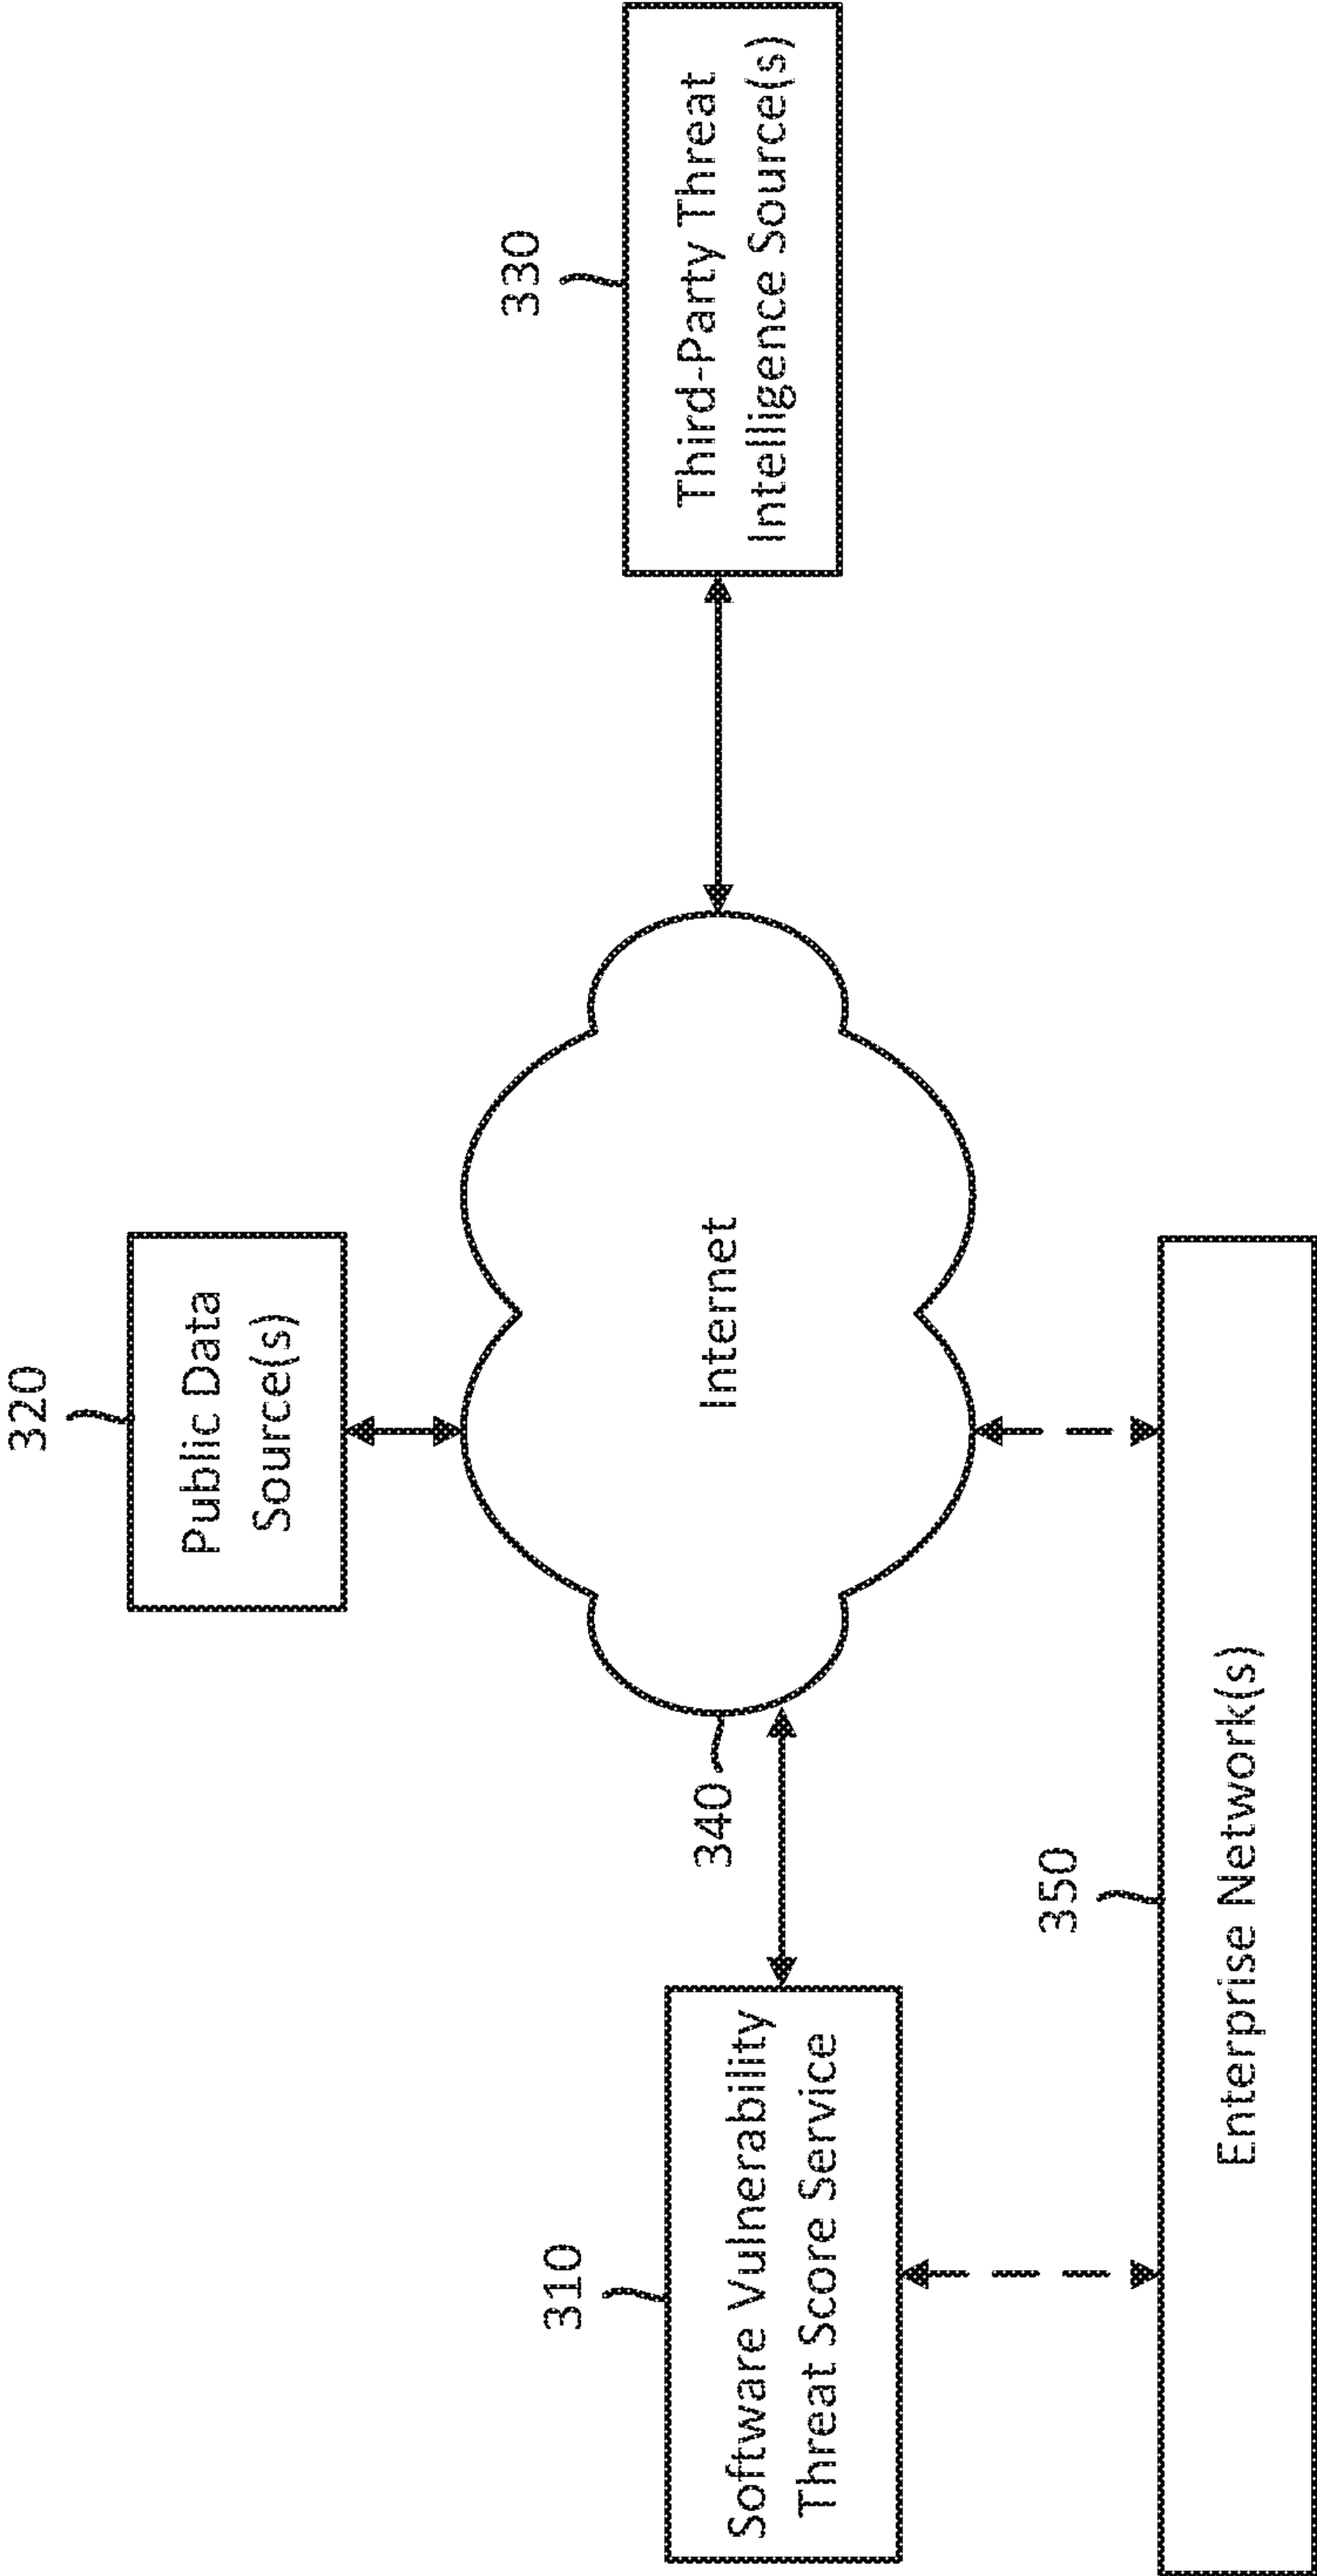 320
Public Data
Source(s)
330
Third-Party Threat
Intelligence Source(s)
310
Software Vulnerability
Threat Score Service
340
Internet
350
Enterprise Network(s)